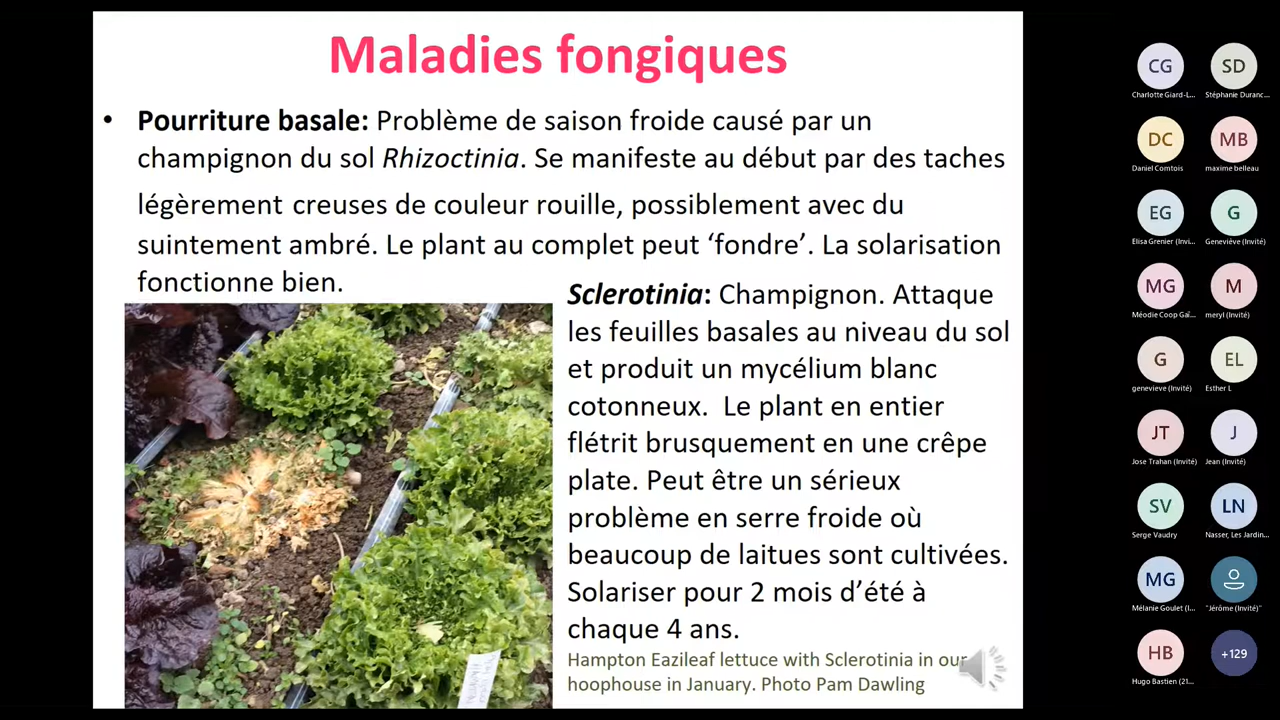 Maladies fongiques
• Pourriture basale: Problème de saison froide causé par un
champignon du sol Rhizoctinia. Se manifeste au début par des taches
légèrement creuses de couleur rouille, possiblement avec du
suintement ambré. Le plant au complet peut ‘fondre’. La solarisation
fonctionne bien.
Sclerotinia: Champignon. Attaque
les feuilles basales au niveau du sol
et produit un mycélium blanc
cotonneux. Le plant en entier
flétrit brusquement en une crêpe
plate. Peut être un sérieux
problème en serre froide où
beaucoup de laitues sont cultivées.
Solariser pour 2 mois d’été à
chaque 4 ans.
Hampton Eazileaf lettuce with Sclerotinia in our
hoophouse in January. Photo Pam Dawling
CG SD
Charlotte Giard-L... Stéphanie Duranc...
DC MB
Daniel Comtois maxime belleau
EG G
Elisa Grenier (Invi... Geneviève (Invité)
MG M
Méodie Coop Gaï... meryl (Invité)
G EL
genevieve (Invité) Esther L
JT J
Jose Trahan (Invité) Jean (Invité)
SV LN
Serge Vaudry Nasser, Les Jardin...
MG
Mélanie Goulet (I... "Jérôme (Invité)"
HB +129
Hugo Bastien (21...